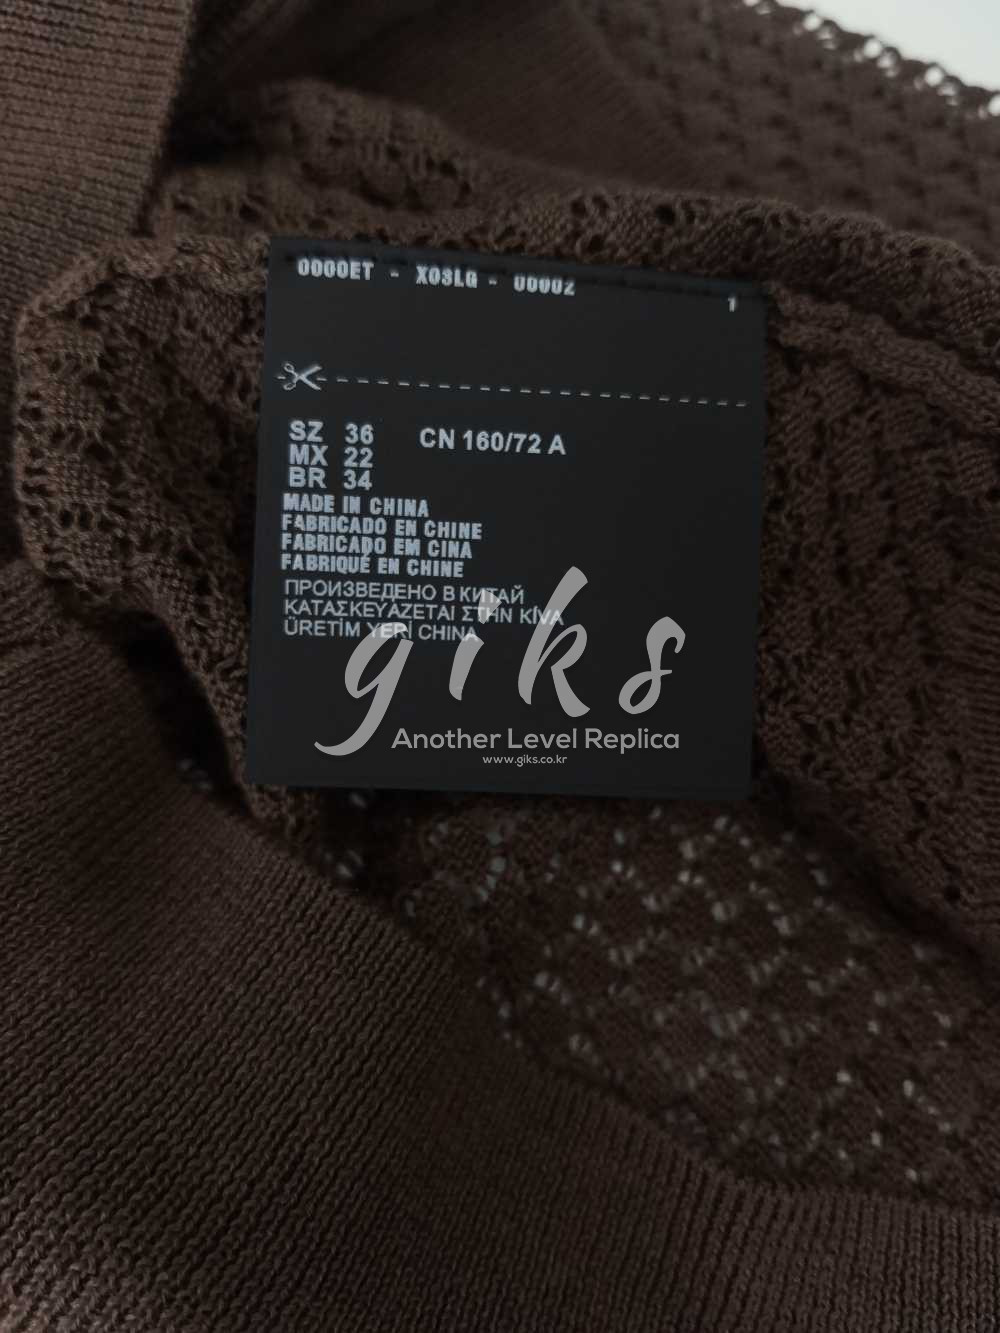 0000ET - X03LG - 00002
1
SZ 36 CN 160/72 A
MX 22
BR 34
MADE IN CHINA
FABRICADO EN CHINE
FABRICADO EM CINA
FABRIQUÉ EN CHINE
ПРОИЗВЕДЕНО В КИТАЙ
ΚΑΤΑΣΚΕΥΆΖΕΤΑΙ ΣΤΗΝ ΚΊΝΑ
ÜRETİM YERİ CHINA
giks
Another Level Replica
www.giks.co.kr